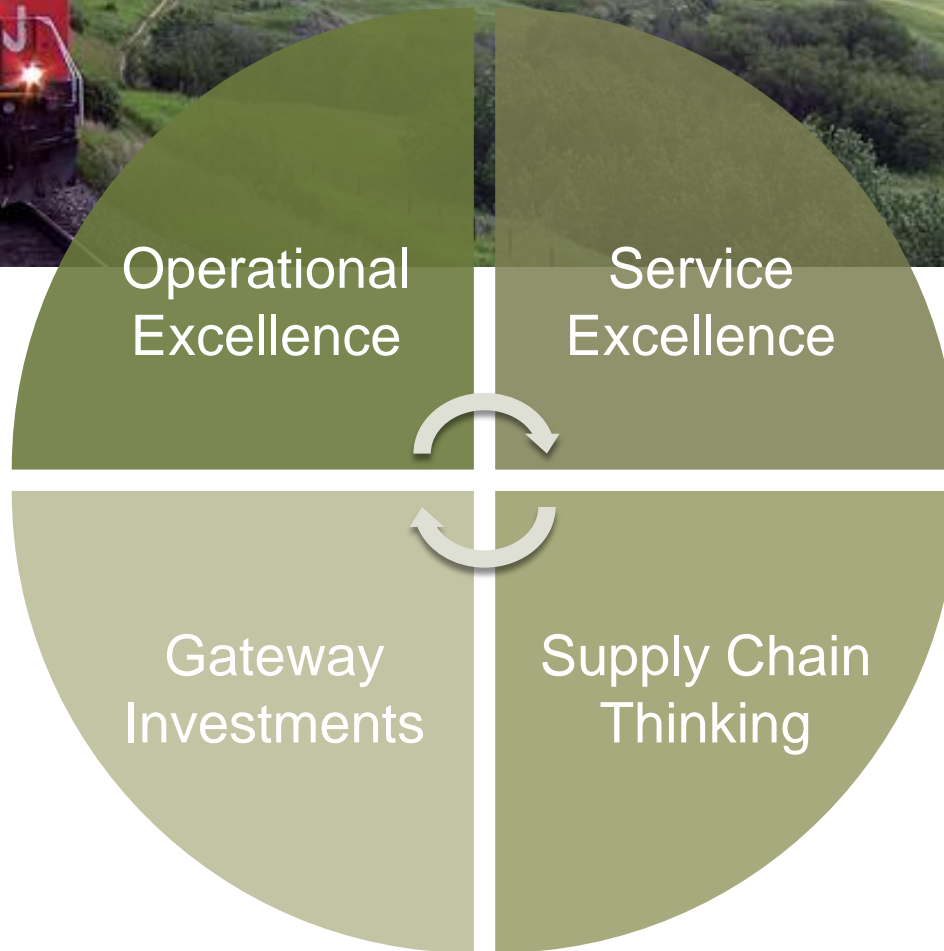 Operational
Excellence
Service
Excellence
Gateway
Investments
Supply Chain
Thinking